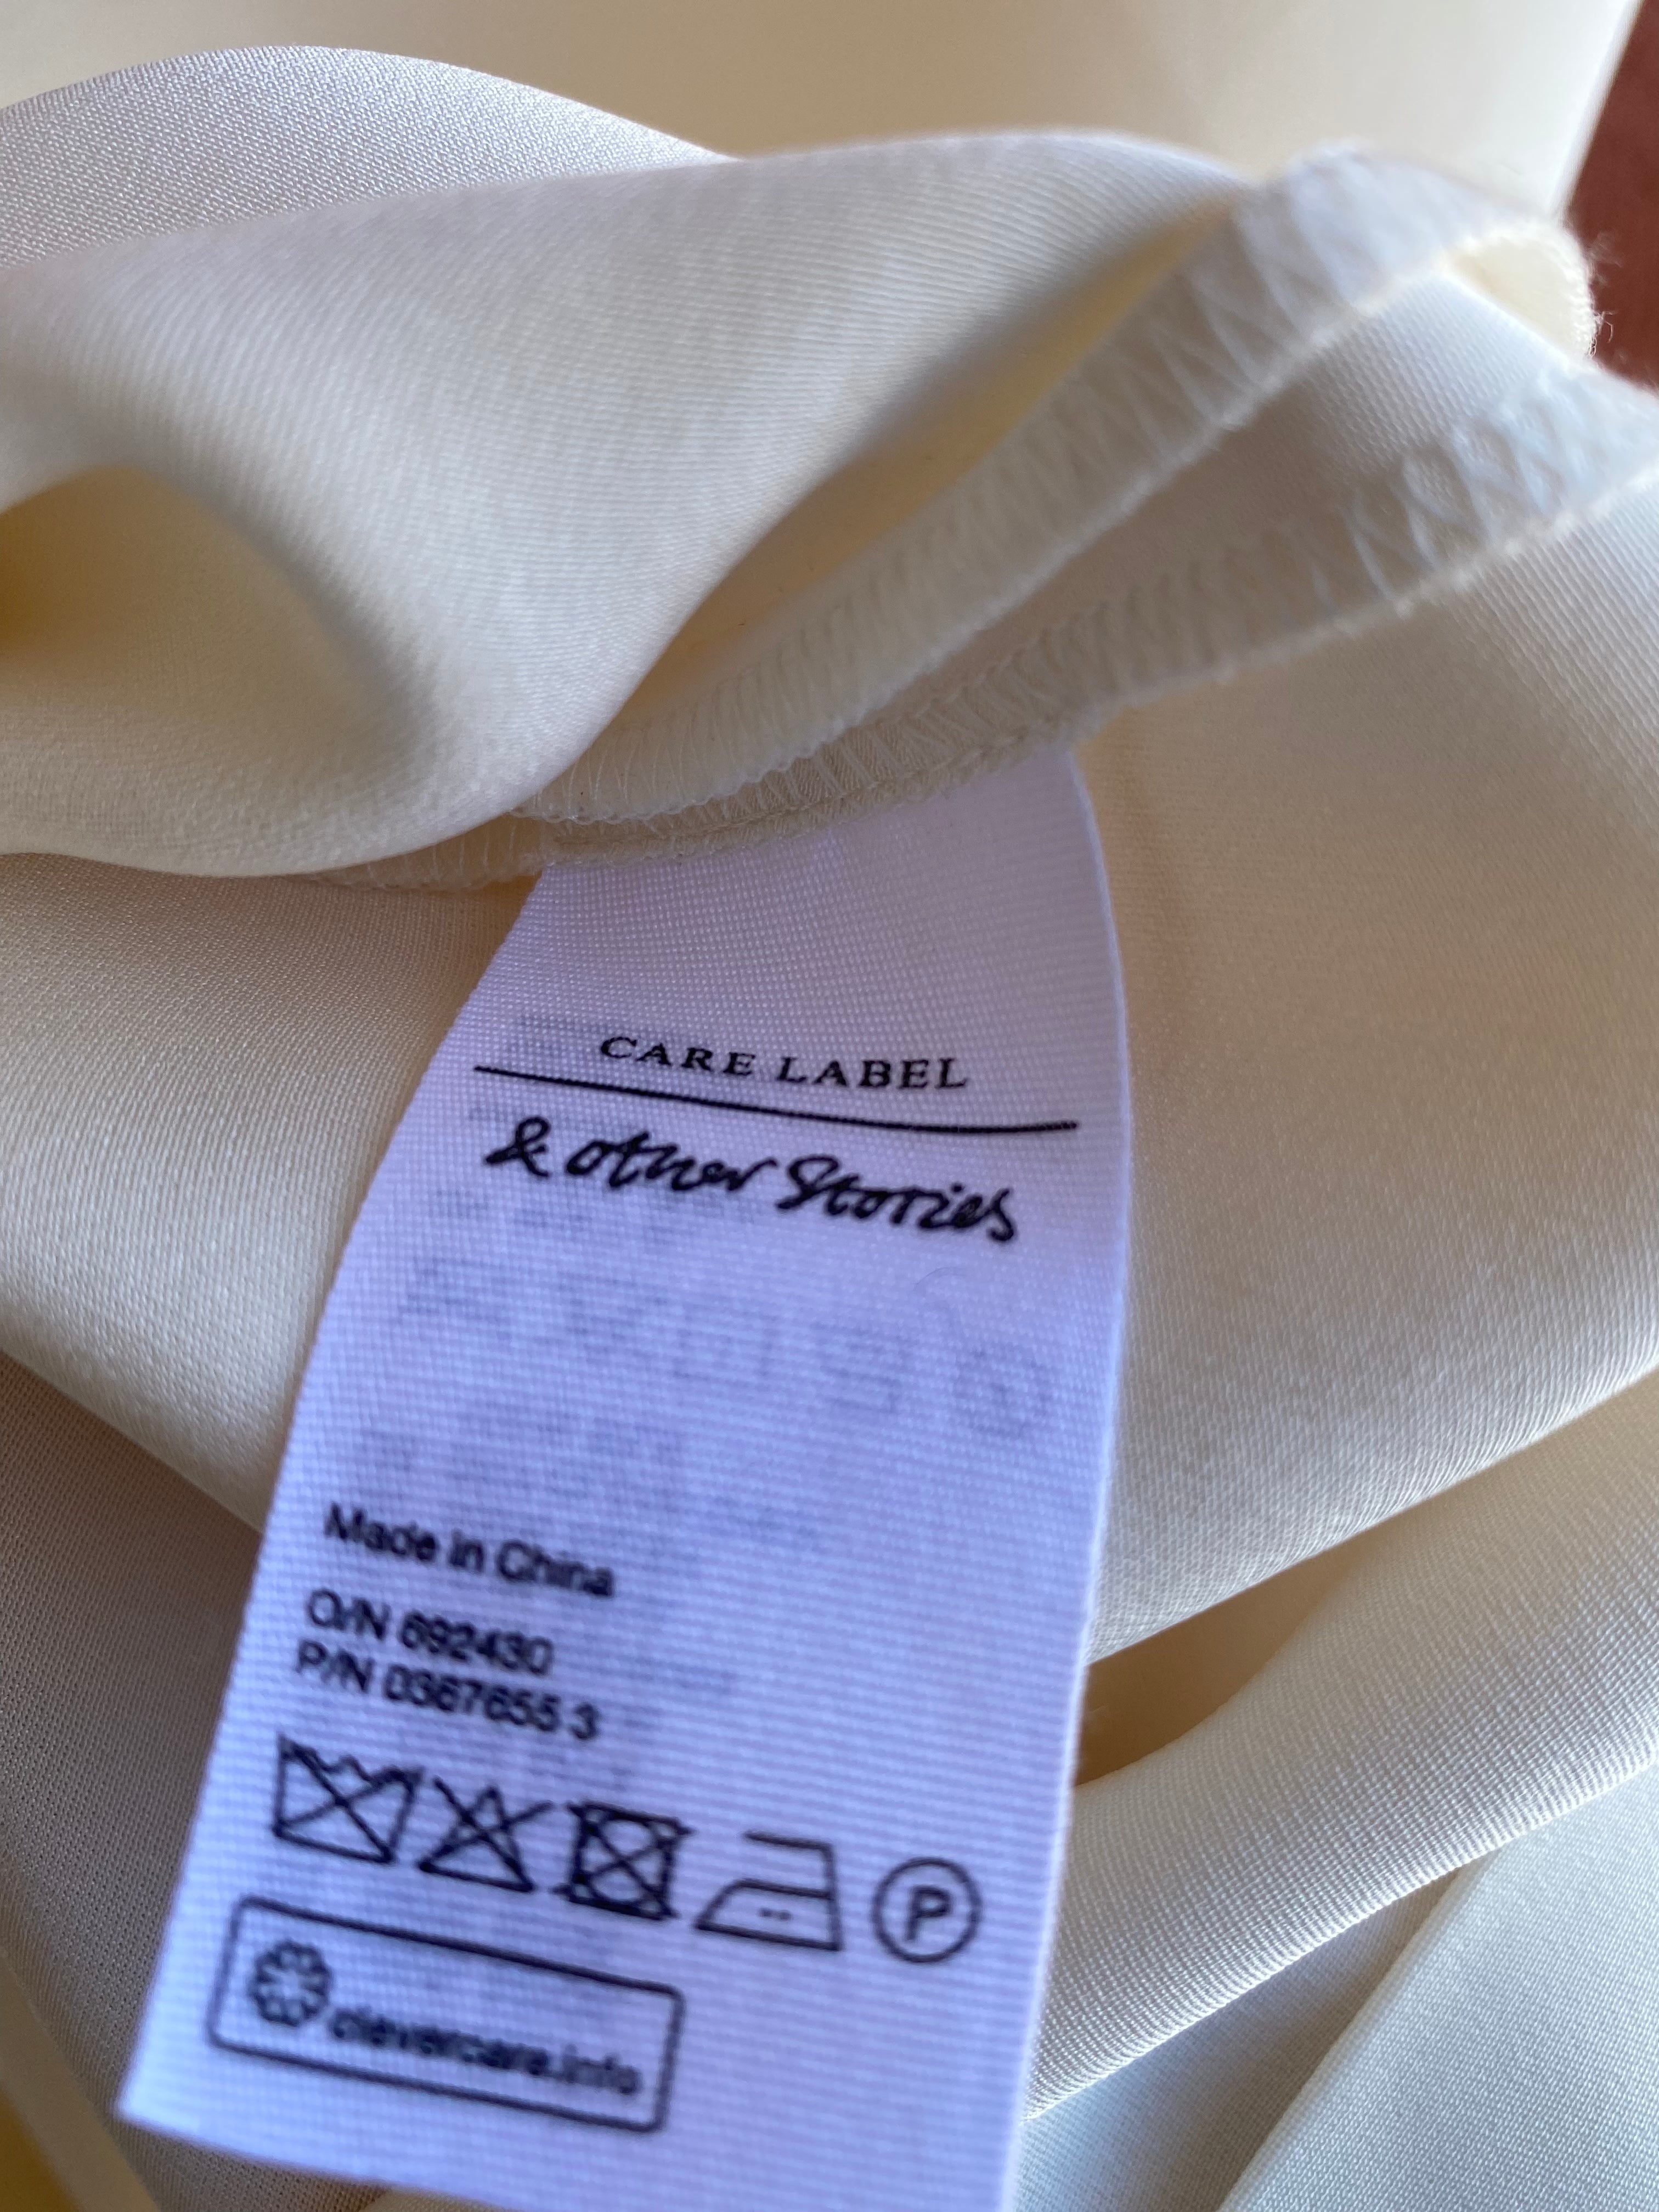 CARE LABEL
& other Stories
Made in China
O/N 692430
P/N 0367655 3
P
clevercare.info